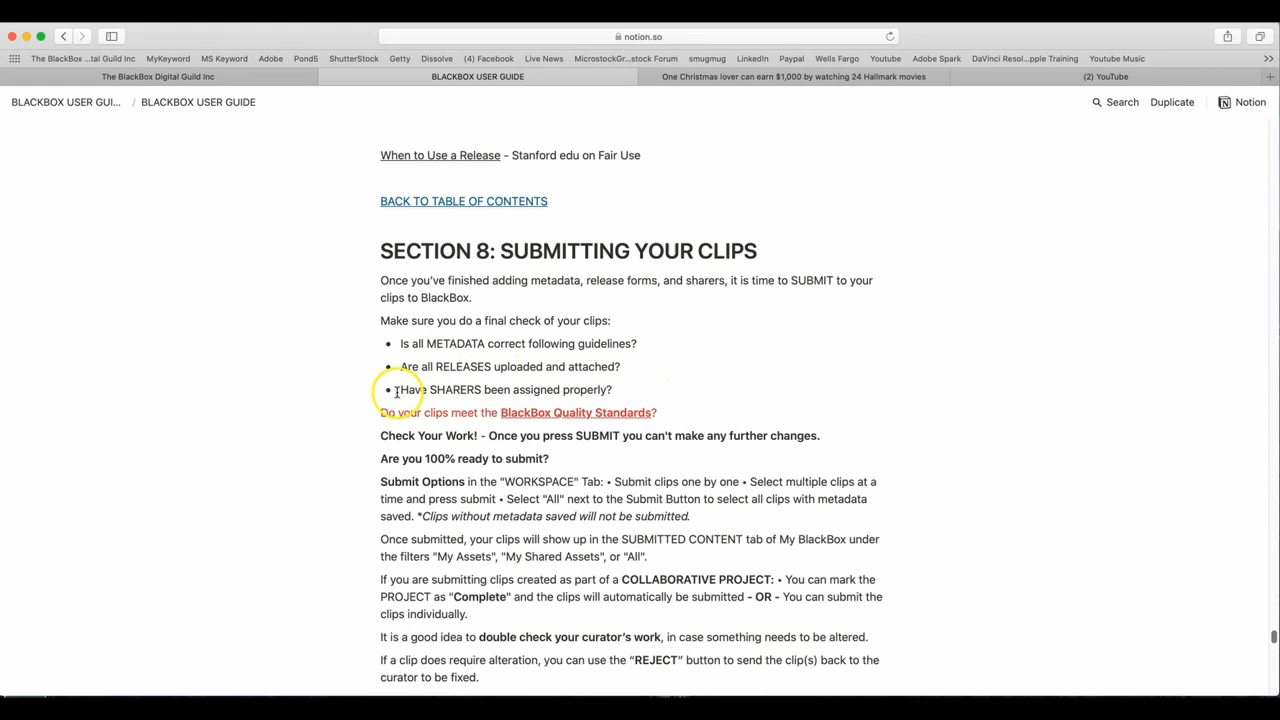 notion.so
The BlackBox ...tal Guild Inc MyKeyword MS Keyword Adobe Pond5 ShutterStock Getty Dissolve (4) Facebook Live News MicrostockGr...stock Forum smugmug LinkedIn Paypal Wells Fargo Youtube Adobe Spark DaVinci Resol...pple Training Youtube Music >>
The BlackBox Digital Guild Inc BLACKBOX USER GUIDE One Christmas lover can earn $1,000 by watching 24 Hallmark movies (2) YouTube +
BLACKBOX USER GUI... / BLACKBOX USER GUIDE Search Duplicate Notion
When to Use a Release - Stanford edu on Fair Use
BACK TO TABLE OF CONTENTS
SECTION 8: SUBMITTING YOUR CLIPS
Once you’ve finished adding metadata, release forms, and sharers, it is time to SUBMIT to your
clips to BlackBox.
Make sure you do a final check of your clips:
• Is all METADATA correct following guidelines?
• Are all RELEASES uploaded and attached?
• Have SHARERS been assigned properly?
Do your clips meet the BlackBox Quality Standards?
Check Your Work! - Once you press SUBMIT you can't make any further changes.
Are you 100% ready to submit?
Submit Options in the "WORKSPACE" Tab: • Submit clips one by one • Select multiple clips at a
time and press submit • Select "All" next to the Submit Button to select all clips with metadata
saved. *Clips without metadata saved will not be submitted.
Once submitted, your clips will show up in the SUBMITTED CONTENT tab of My BlackBox under
the filters "My Assets", "My Shared Assets", or "All".
If you are submitting clips created as part of a COLLABORATIVE PROJECT: • You can mark the
PROJECT as "Complete" and the clips will automatically be submitted - OR - You can submit the
clips individually.
It is a good idea to double check your curator’s work, in case something needs to be altered.
If a clip does require alteration, you can use the “REJECT” button to send the clip(s) back to the
curator to be fixed.